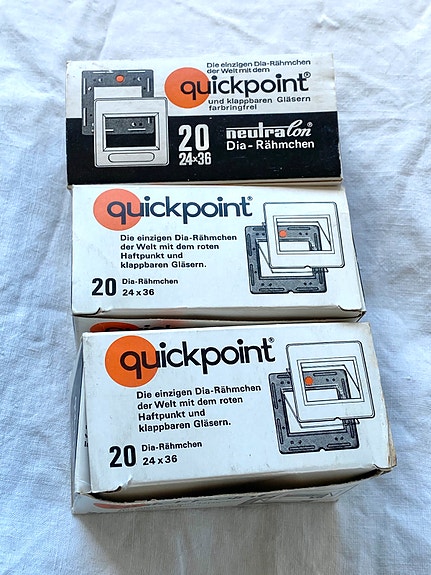 Die einzigen Dia-Rähmchen
der Welt mit dem
quickpoint®
und klappbaren Gläsern
farbringfrei
20
24×36
neutralon®
Dia-Rähmchen
quickpoint®
Die einzigen Dia-Rähmchen
der Welt mit dem roten
Haftpunkt und
klappbaren Gläsern.
20 Dia-Rähmchen
24 x 36
quickpoint®
Die einzigen Dia-Rähmchen
der Welt mit dem roten
Haftpunkt und
klappbaren Gläsern.
20 Dia-Rähmchen
24 x 36